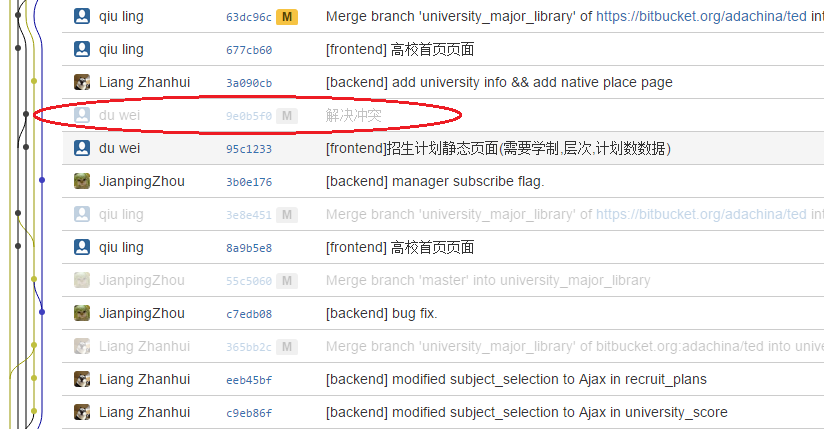 qiu ling 63dc96c M Merge branch 'university_major_library' of https://bitbucket.org/adachina/ted int
qiu ling 677cb60 [frontend] 高校首页页面
Liang Zhanhui 3a090cb [backend] add university info && add native place page
du wei 9e0b5f0 M 解决冲突
du wei 95c1233 [frontend]招生计划静态页面(需要学制,层次,计划数数据)
JianpingZhou 3b0e176 [backend] manager subscribe flag.
qiu ling 3e8e451 M Merge branch 'university_major_library' of https://bitbucket.org/adachina/ted int
qiu ling 8a9b5e8 [frontend] 高校首页页面
JianpingZhou 55c5060 M Merge branch 'master' into university_major_library
JianpingZhou c7edb08 [backend] bug fix.
Liang Zhanhui 365bb2c M Merge branch 'university_major_library' of bitbucket.org:adachina/ted into unive
Liang Zhanhui eeb45bf [backend] modified subject_selection to Ajax in recruit_plans
Liang Zhanhui c9eb86f [backend] modified subject_selection to Ajax in university_score